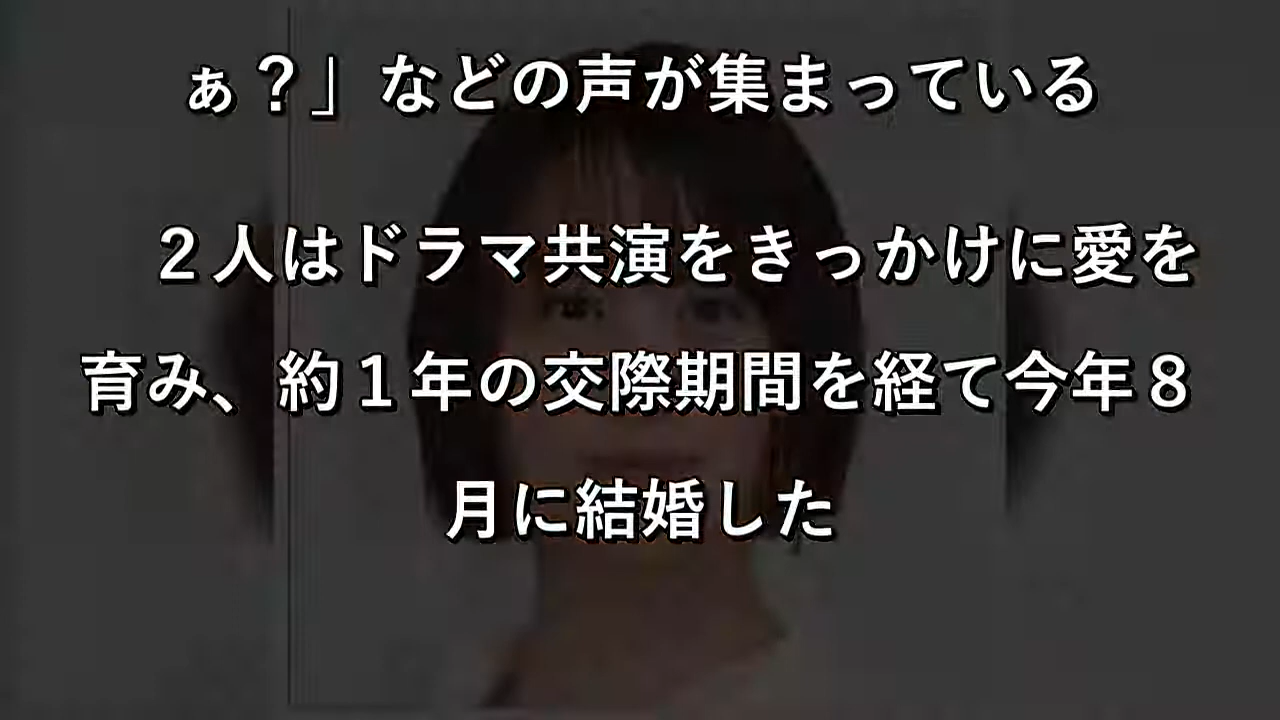 ぁ？」などの声が集まっている
２人はドラマ共演をきっかけに愛を
育み、約１年の交際期間を経て今年８
月に結婚した